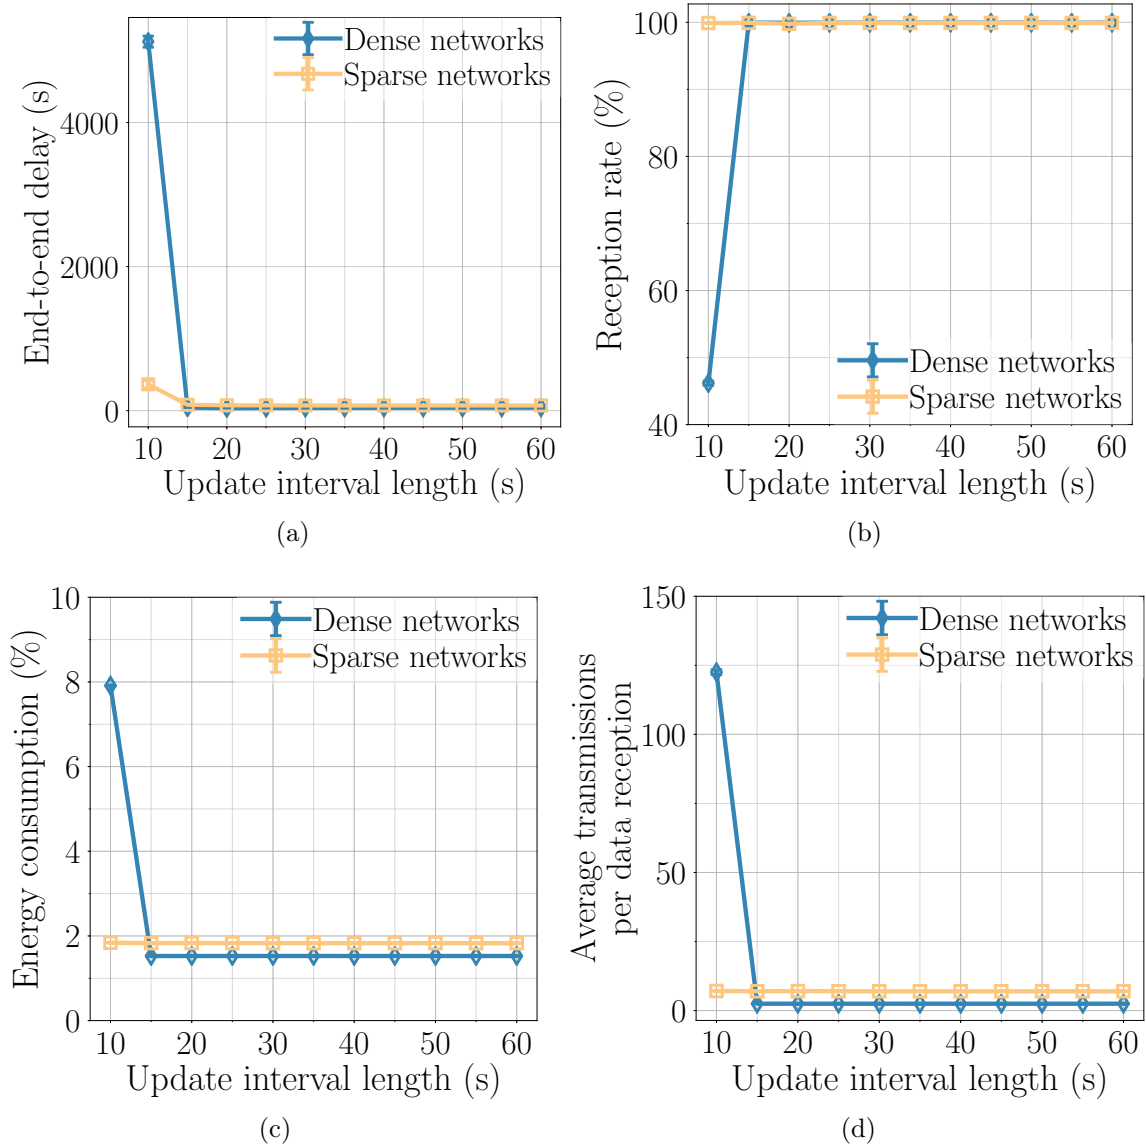 Dense networks
Sparse networks
End-to-end delay (s)
4000
2000
0
10 20 30 40 50 60
Update interval length (s)
(a)
Reception rate (%)
100
80
60
40
Dense networks
Sparse networks
10 20 30 40 50 60
Update interval length (s)
(b)
Dense networks
Sparse networks
Energy consumption (%)
10
8
6
4
2
0
10 20 30 40 50 60
Update interval length (s)
(c)
Dense networks
Sparse networks
Average transmissions
per data reception
150
100
50
0
10 20 30 40 50 60
Update interval length (s)
(d)